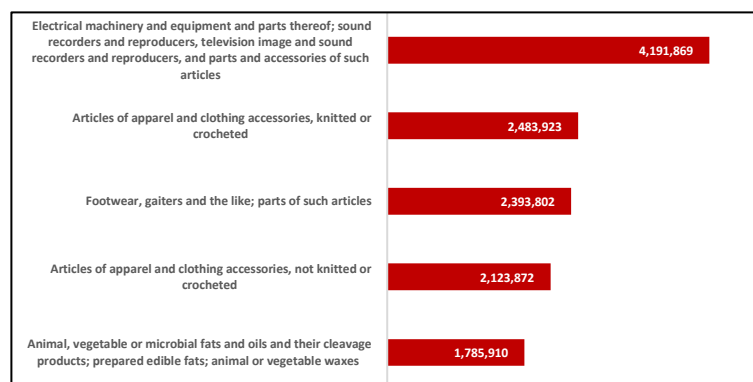 Electrical machinery and equipment and parts thereof; sound
recorders and reproducers, television image and sound
recorders and reproducers, and parts and accessories of such
articles
4,191,869
Articles of apparel and clothing accessories, knitted or
crocheted
2,483,923
Footwear, gaiters and the like; parts of such articles
2,393,802
Articles of apparel and clothing accessories, not knitted or
crocheted
2,123,872
Animal, vegetable or microbial fats and oils and their cleavage
products; prepared edible fats; animal or vegetable waxes
1,785,910